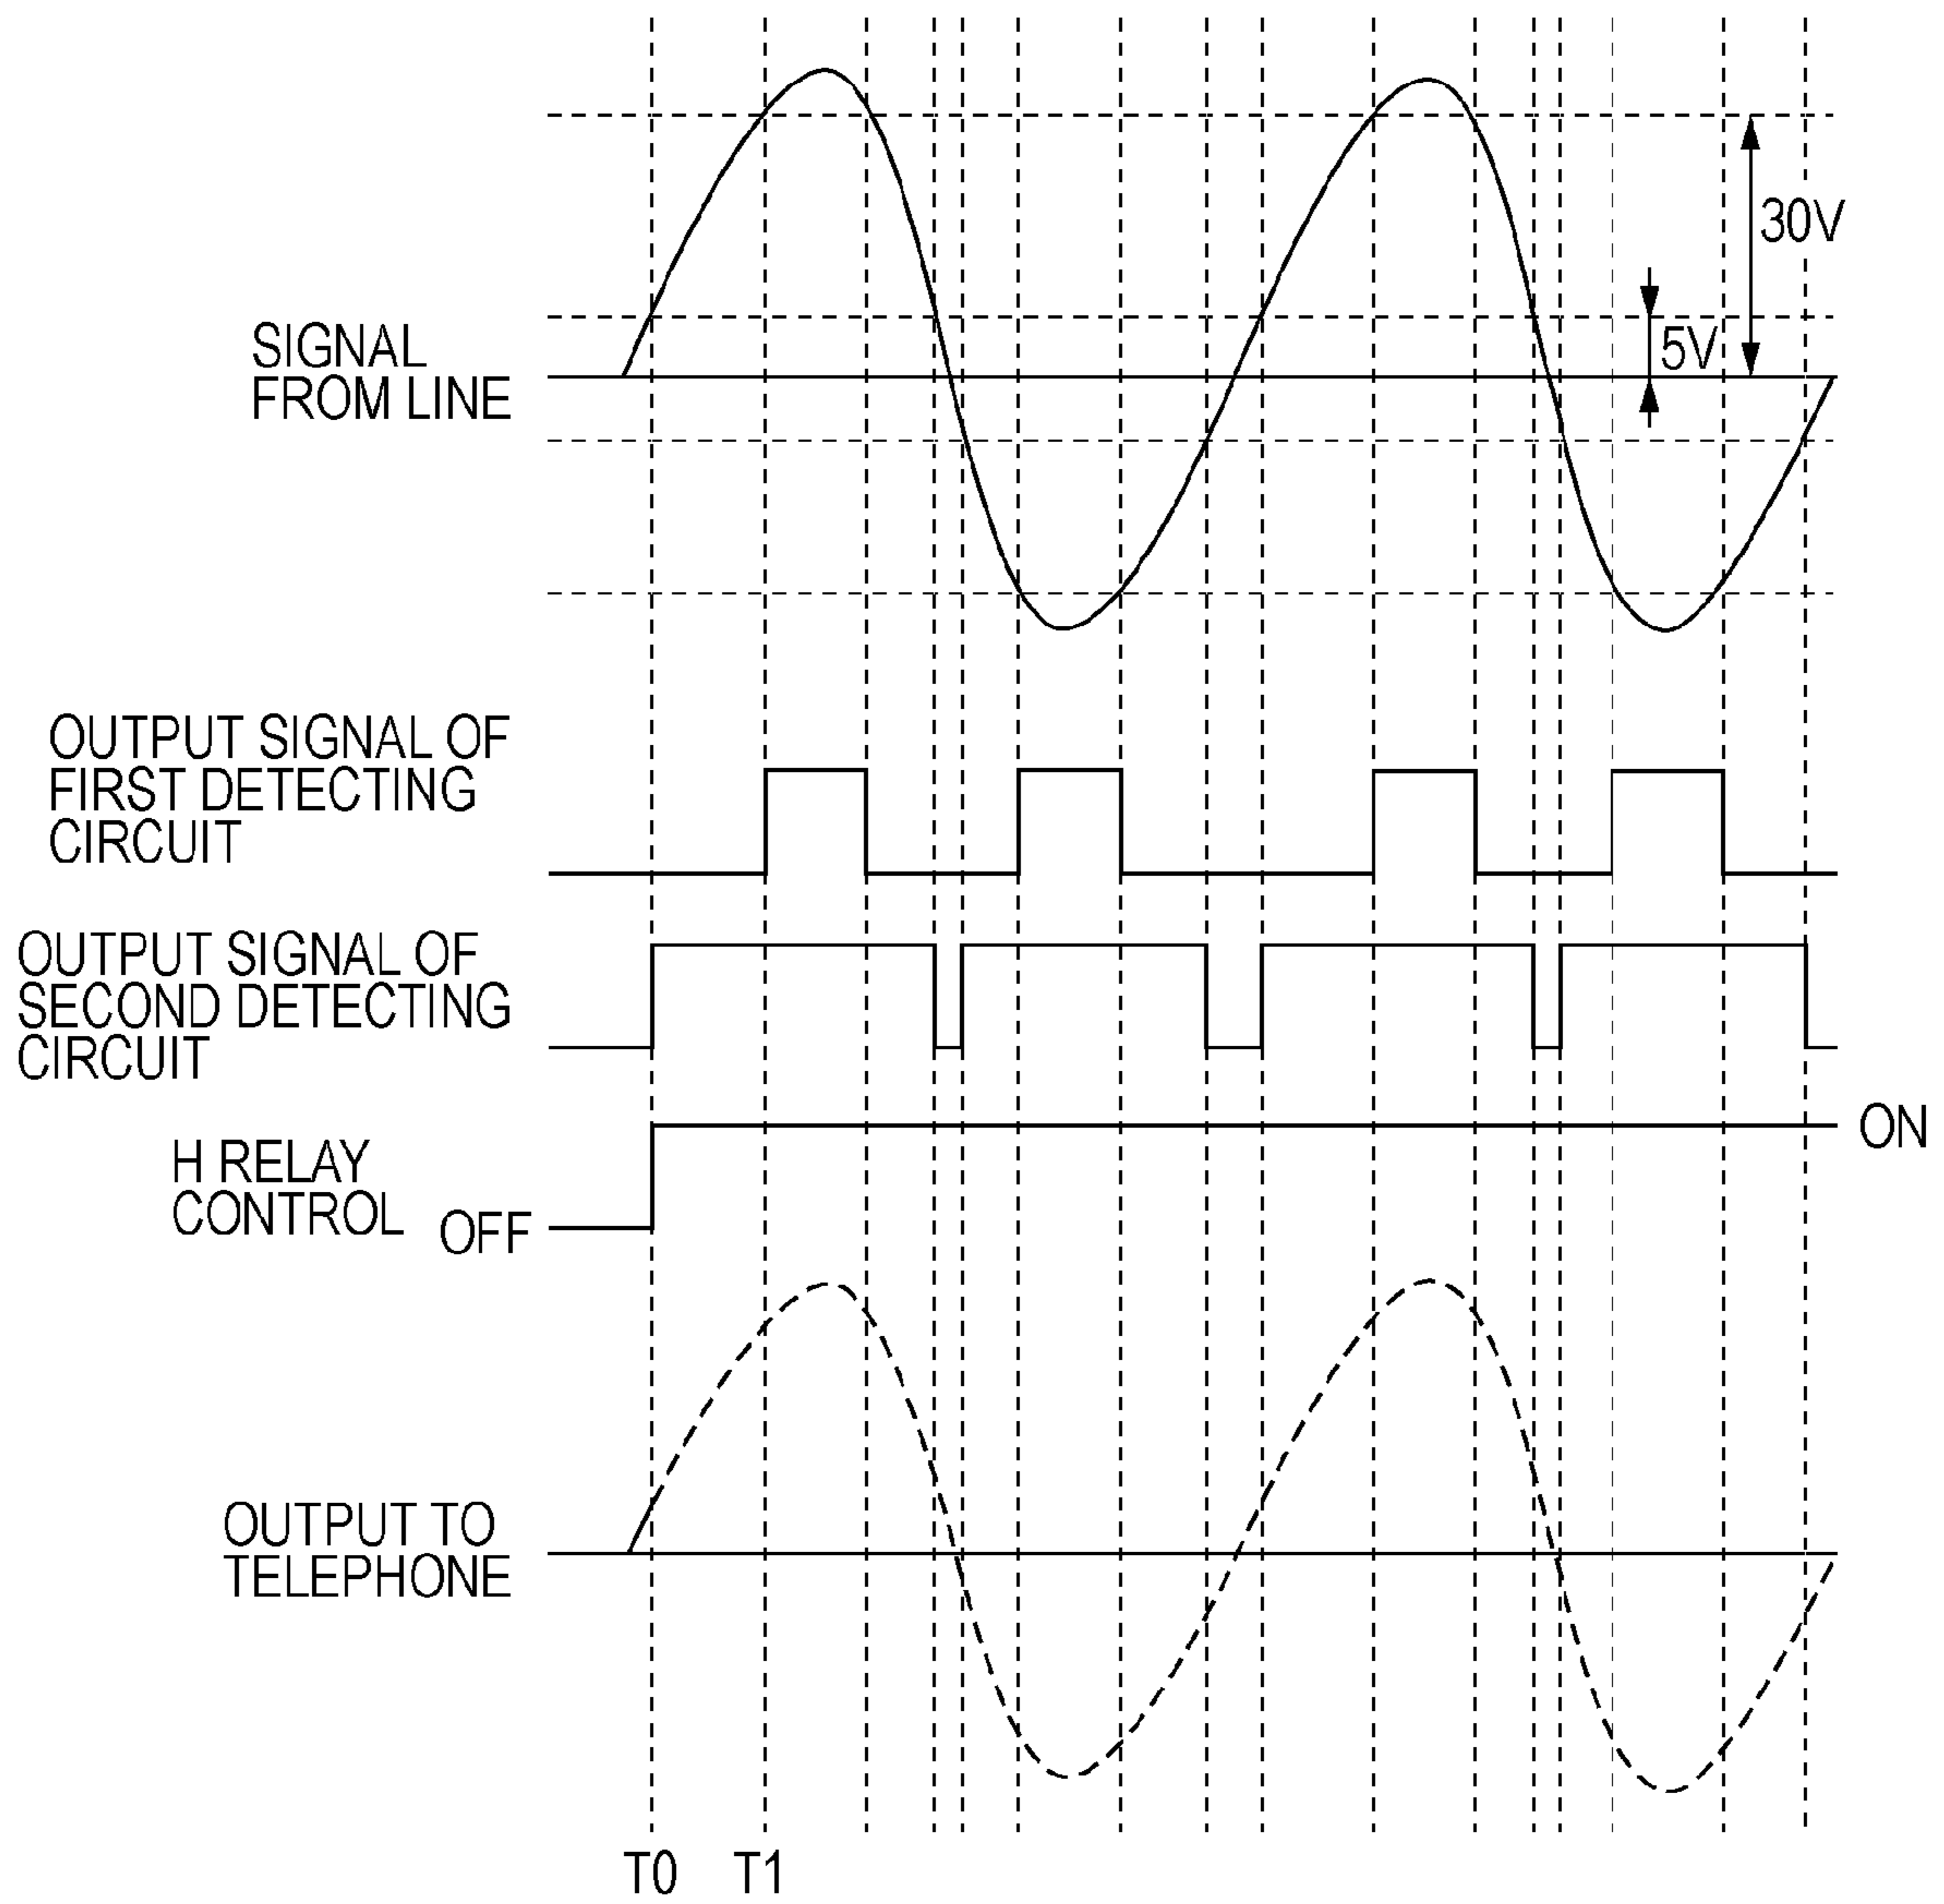 30V
5V
SIGNAL
FROM LINE
OUTPUT SIGNAL OF
FIRST DETECTING
CIRCUIT
OUTPUT SIGNAL OF
SECOND DETECTING
CIRCUIT
ON
H RELAY
CONTROL
OFF
OUTPUT TO
TELEPHONE
T0
T1